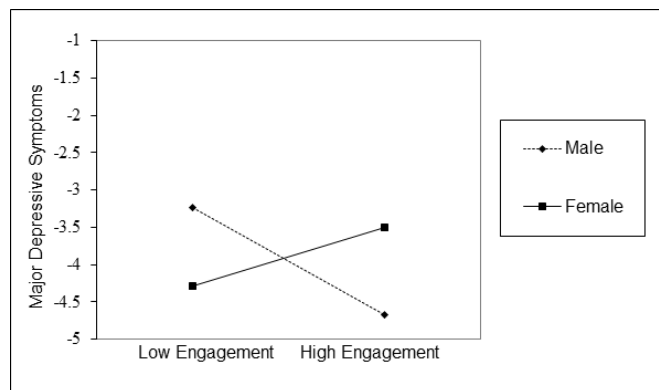 -1
-1.5
-2
-2.5
-3
-3.5
-4
-4.5
-5
Major Depressive Symptoms
Low Engagement
High Engagement
Male
Female